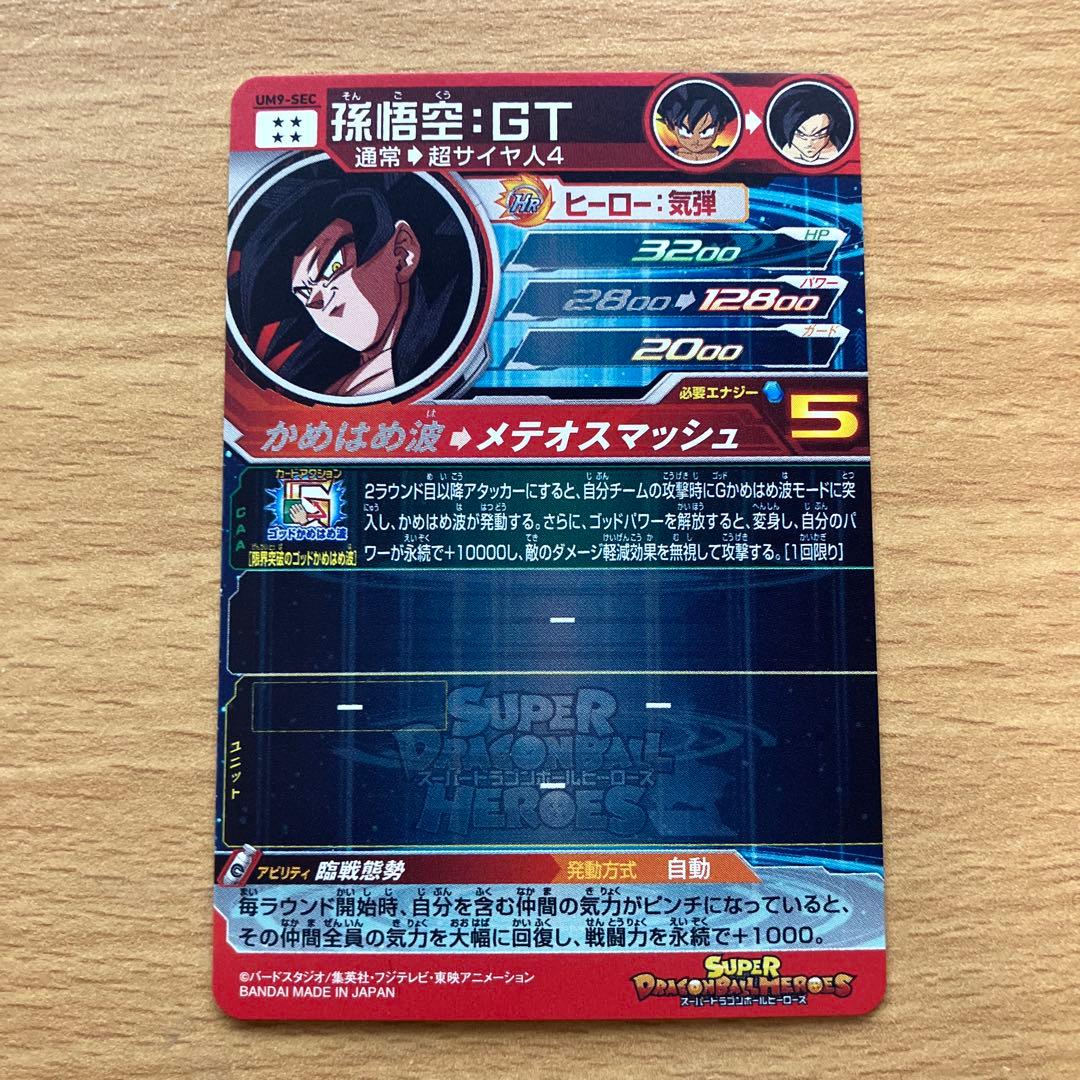 UM9-SEC
孫悟空:GT
そん ご くう
通常➡超サイヤ人4
HR
ヒーロー:気弾
HP
3200
パワー
2800➡12800
ガード
2000
必要エナジー
5
かめはめ波➡メテオスマッシュ
は
CAA
カードアクション
G
ゴッドかめはめ波
[限界突破のゴッドかめはめ波]
2ラウンド目以降アタッカーにすると、自分チームの攻撃時にGかめはめ波モードに突
入し、かめはめ波が発動する。さらに、ゴッドパワーを解放すると、変身し、自分のパ
ワーが永続で+10000し、敵のダメージ軽減効果を無視して攻撃する。[1回限り]
ー
ユニット
ー ー
ー
SUPER
DRAGONBALL
スーパードラゴンボールヒーローズ
HEROES
アビリティ 臨戦態勢 発動方式 自動
毎ラウンド開始時、自分を含む仲間の気力がピンチになっていると、
その仲間全員の気力を大幅に回復し、戦闘力を永続で+1000。
©バードスタジオ/集英社・フジテレビ・東映アニメーション
BANDAI MADE IN JAPAN
SUPER
DRAGONBALL HEROES
スーパードラゴンボールヒーローズ